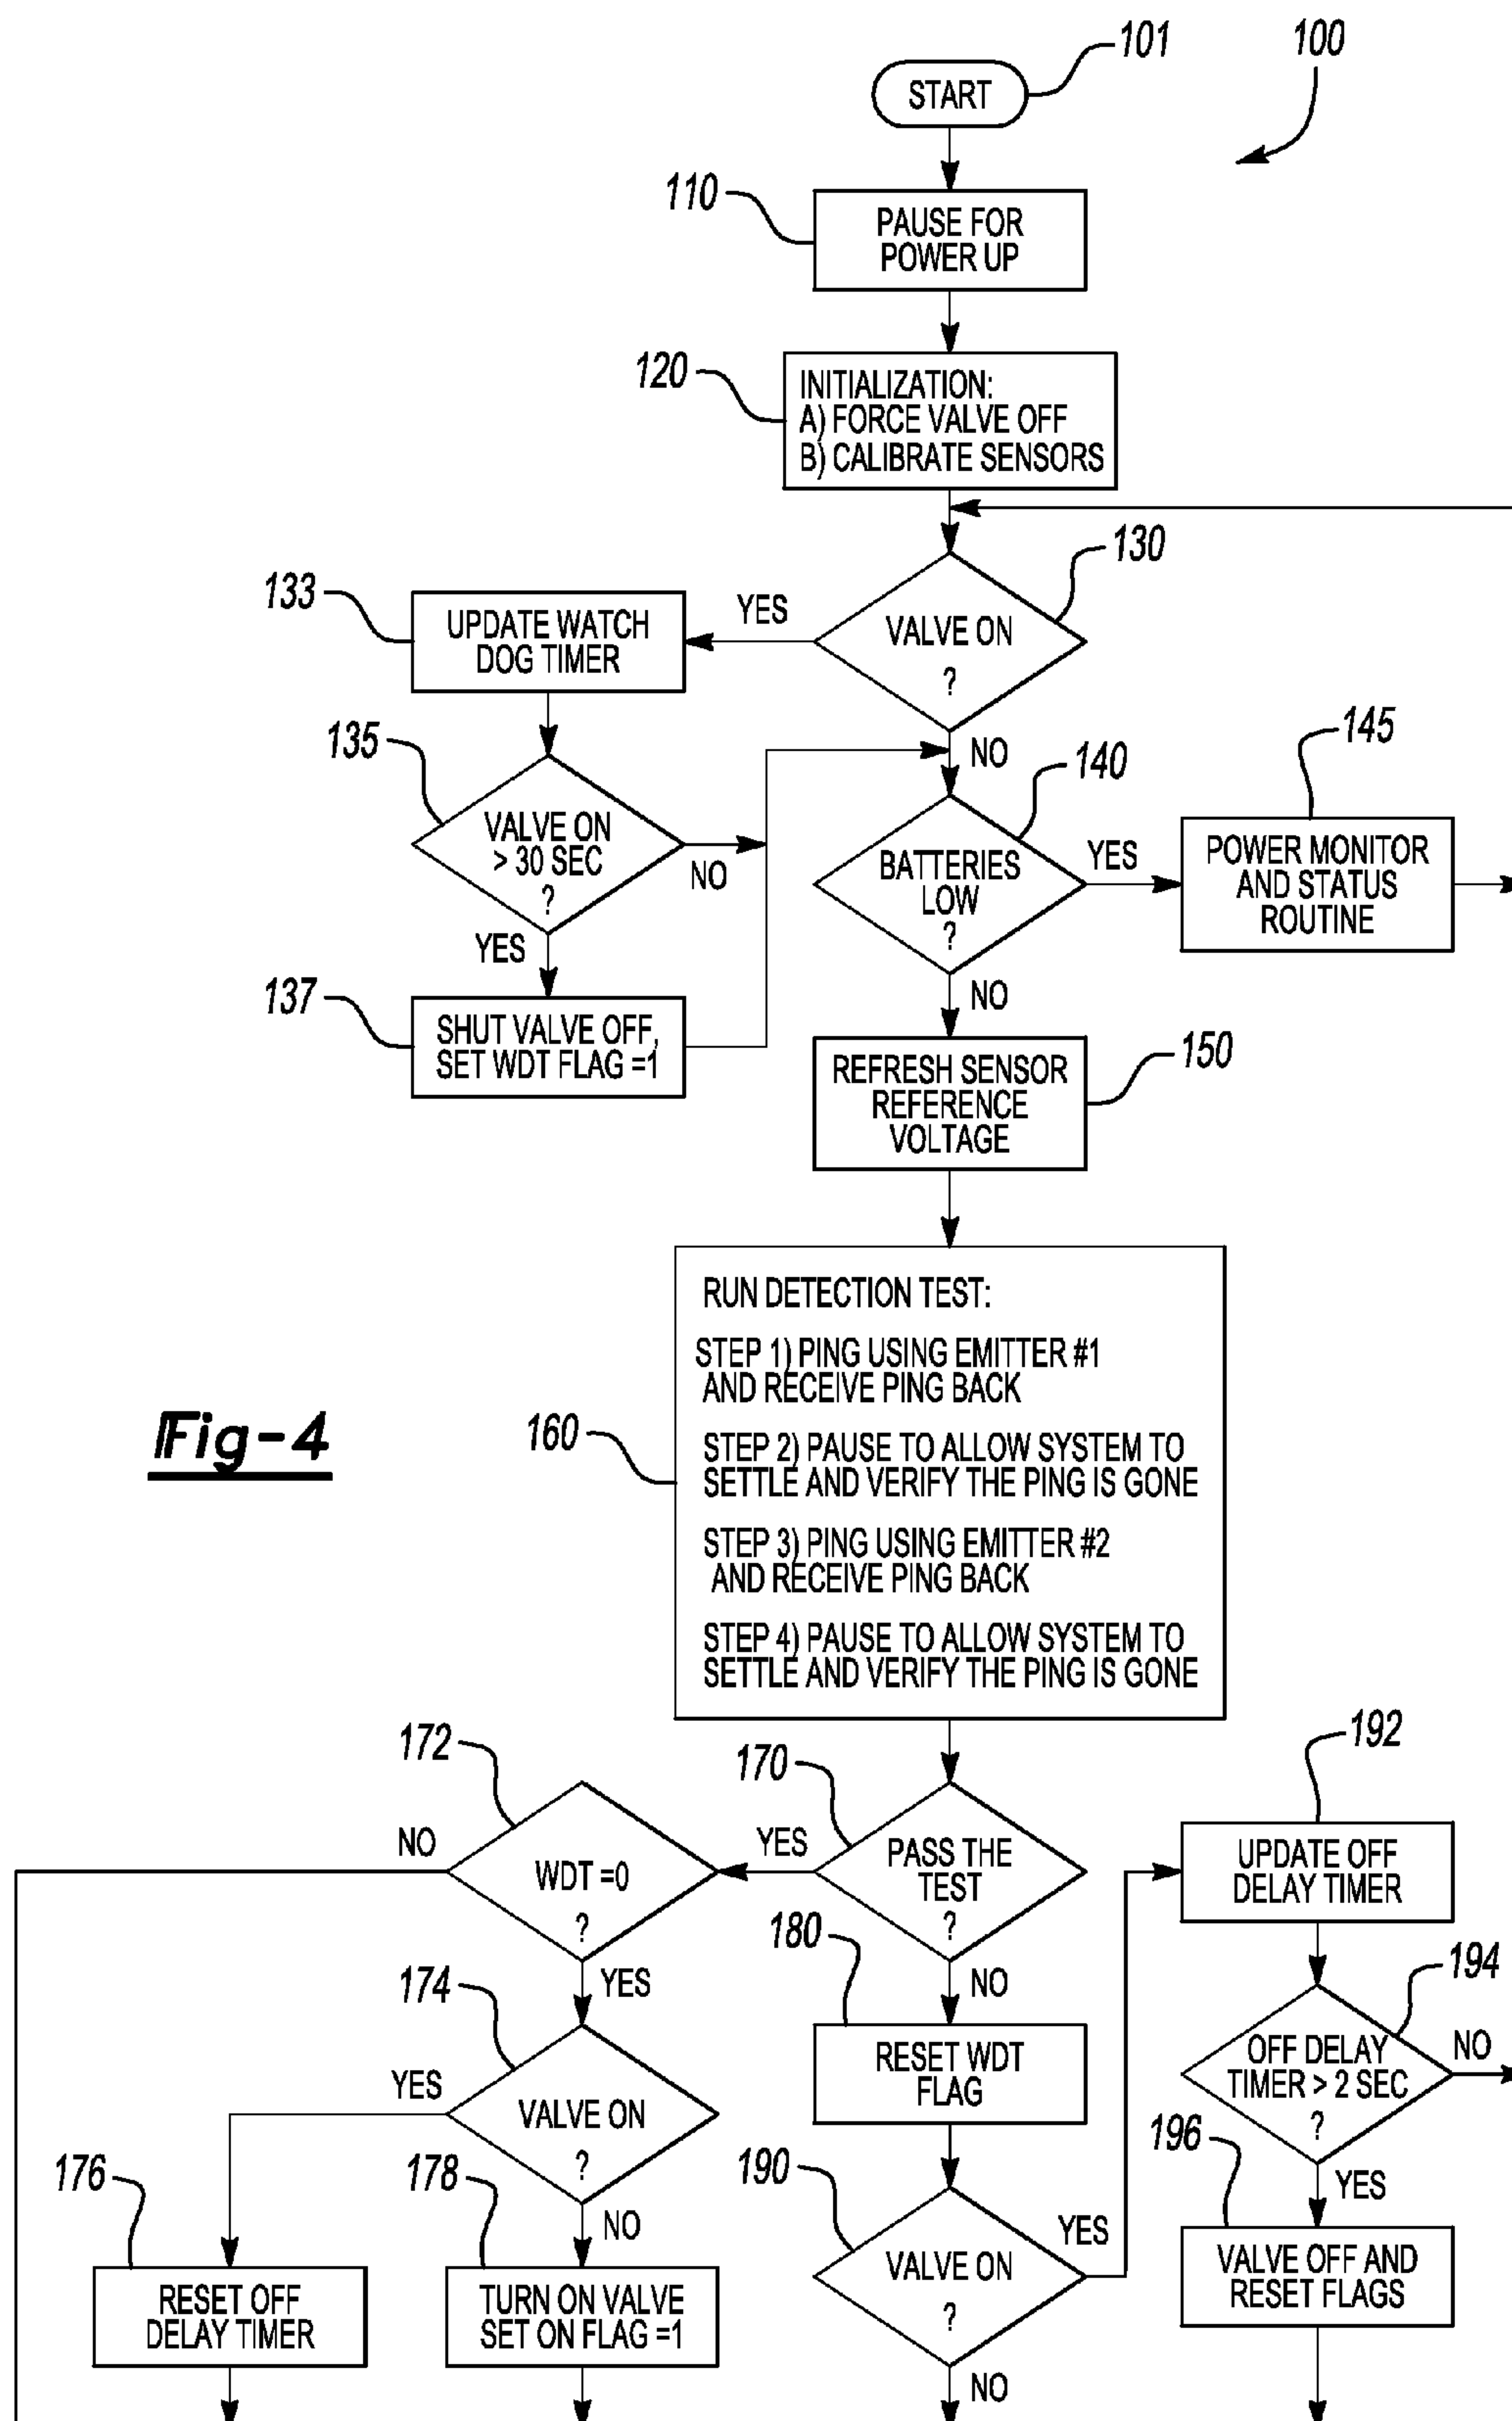 101
100
START
110
PAUSE FOR
POWER UP
120
INITIALIZATION:
A) FORCE VALVE OFF
B) CALIBRATE SENSORS
130
133
YES
UPDATE WATCH
DOG TIMER
VALVE ON
?
135
NO
140
145
VALVE ON
> 30 SEC
?
NO
YES
BATTERIES
LOW
?
YES
POWER MONITOR
AND STATUS
ROUTINE
137
NO
SHUT VALVE OFF,
SET WDT FLAG =1
150
REFRESH SENSOR
REFERENCE
VOLTAGE
RUN DETECTION TEST:
STEP 1) PING USING EMITTER #1
AND RECEIVE PING BACK
Fig-4
160
STEP 2) PAUSE TO ALLOW SYSTEM TO
SETTLE AND VERIFY THE PING IS GONE
STEP 3) PING USING EMITTER #2
AND RECEIVE PING BACK
STEP 4) PAUSE TO ALLOW SYSTEM TO
SETTLE AND VERIFY THE PING IS GONE
172
170
192
NO
WDT =0
?
YES
PASS THE
TEST
?
UPDATE OFF
DELAY TIMER
180
174
YES
NO
194
YES
VALVE ON
?
RESET WDT
FLAG
OFF DELAY
TIMER > 2 SEC
?
NO
176
178
190
196
NO
YES
YES
RESET OFF
DELAY TIMER
TURN ON VALVE
SET ON FLAG =1
VALVE ON
?
VALVE OFF AND
RESET FLAGS
NO